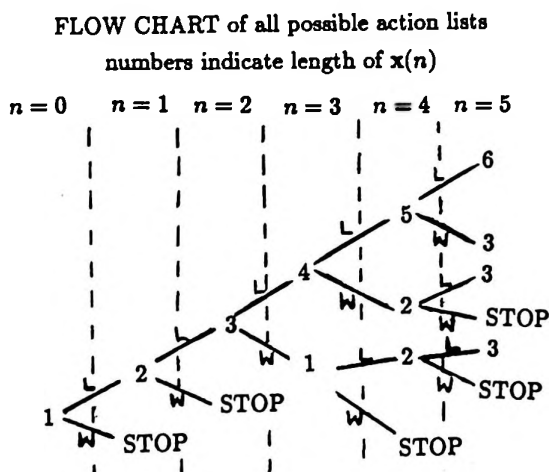 FLOW CHART of all possible action lists
numbers indicate length of x(n)
n = 0 n = 1 n = 2 n = 3 n = 4 n = 5
6
L
5
L W 3
4 L 3
L W 2
W STOP
3 L L 3
L W 1 2
2 W STOP
L W STOP W
1 W STOP STOP